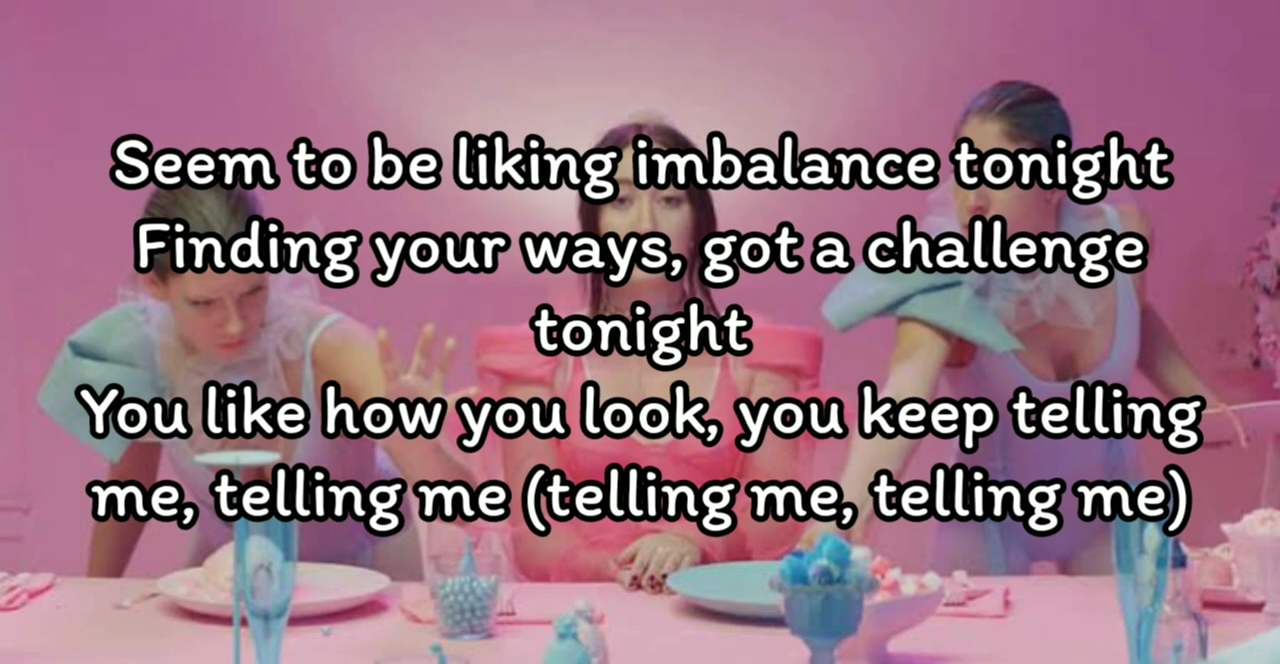 Seem to be liking imbalance tonight
Finding your ways, got a challenge
tonight
You like how you look, you keep telling
me, telling me (telling me, telling me)